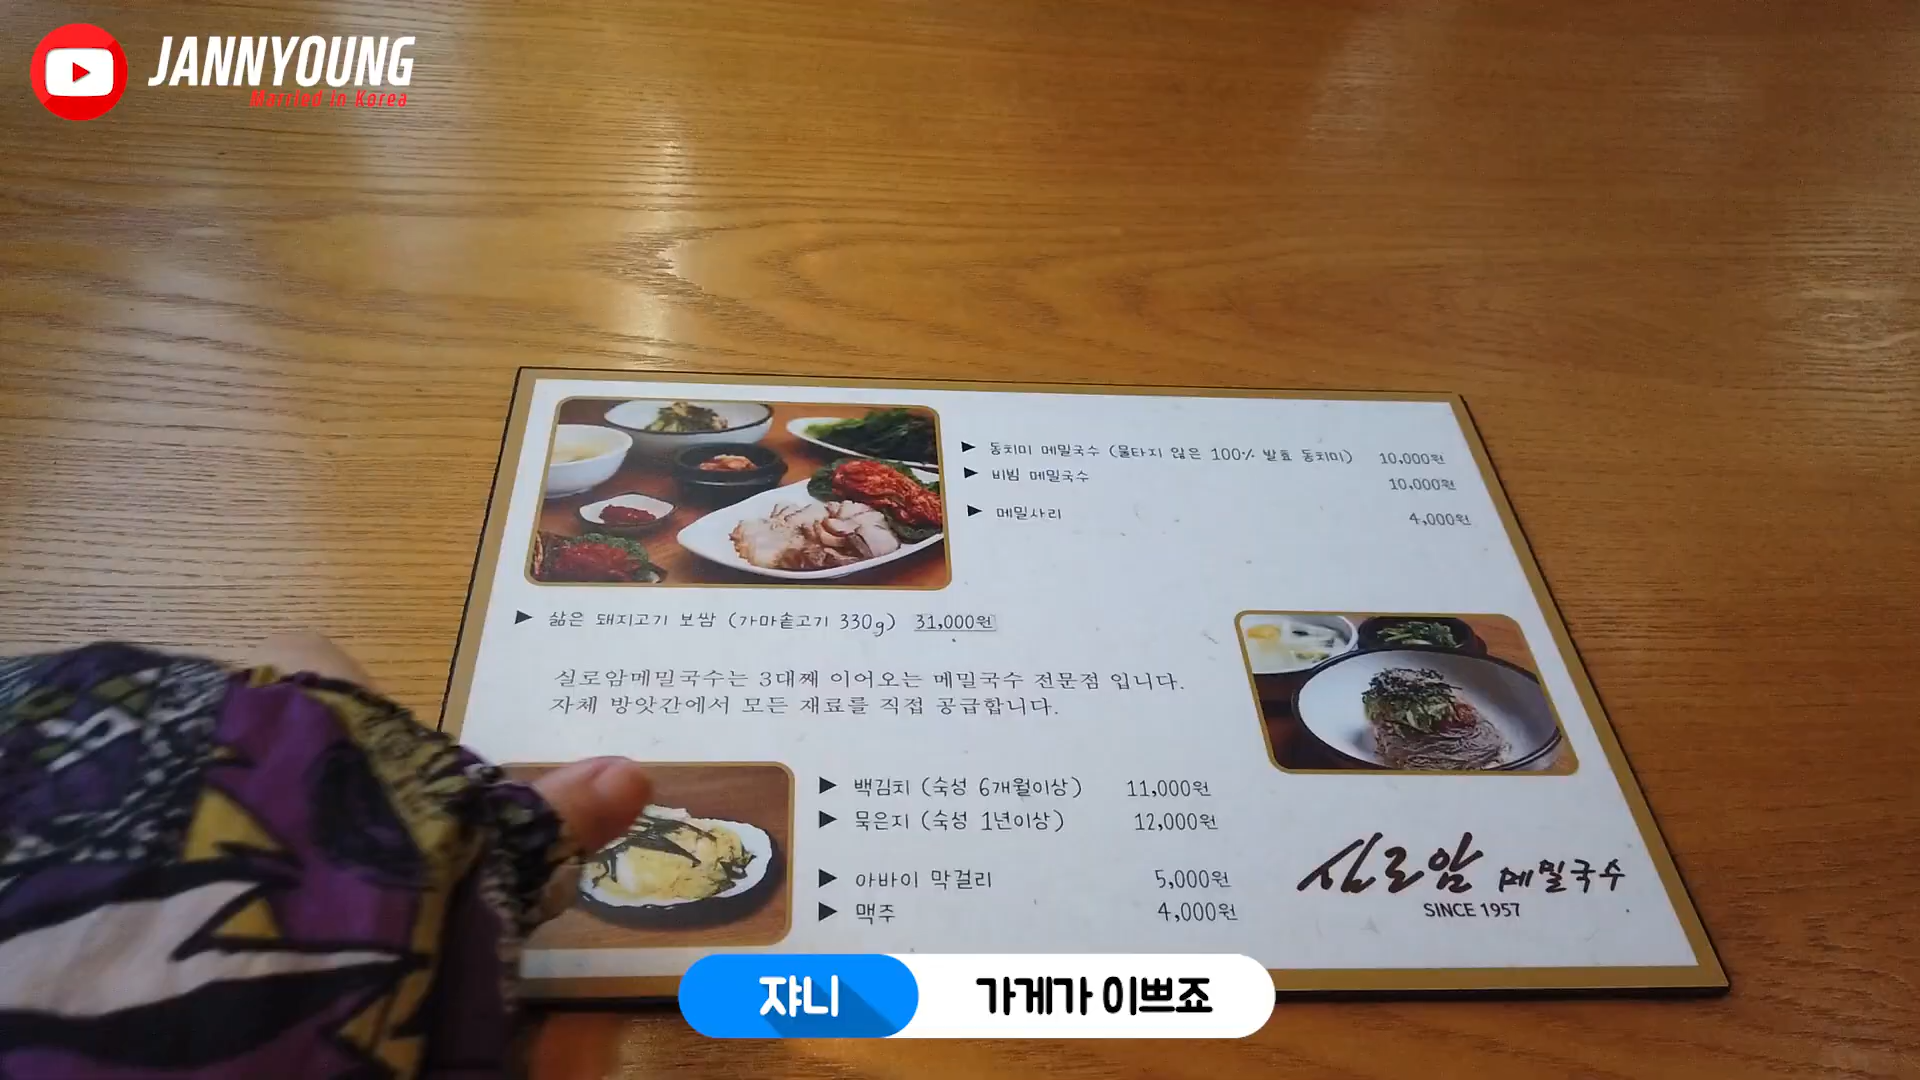 JANNYOUNG
Married in Korea
▶ 동치미 메밀국수 (물타지 않은 100% 발효 동치미) 10,000원
▶ 비빔 메밀국수 10,000원
▶ 메밀사리 4,000원
▶ 삶은 돼지고기 보쌈 (가마솥고기 330g) 31,000원
실로암메밀국수는 3대째 이어오는 메밀국수 전문점 입니다.
자체 방앗간에서 모든 재료를 직접 공급합니다.
▶ 백김치 (숙성 6개월이상) 11,000원
▶ 묵은지 (숙성 1년이상) 12,000원
▶ 아바이 막걸리 5,000원
▶ 맥주 4,000원
실로암 메밀국수
SINCE 1957
쟈니 가게가 이쁘죠